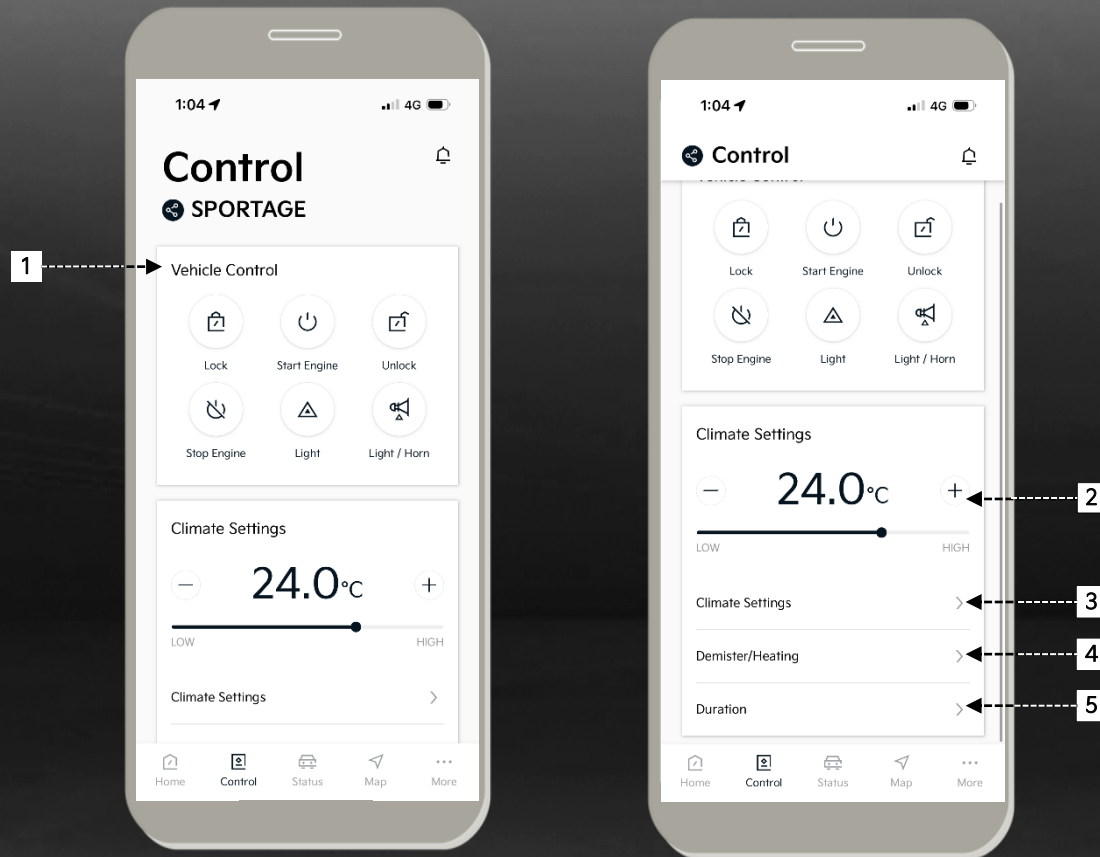 1:04 4G
Control
SPORTAGE
1
Vehicle Control
Lock Start Engine Unlock
Stop Engine Light Light / Horn
Climate Settings
24.0°C
LOW HIGH
Climate Settings
Home Control Status Map More
1:04 4G
Control
Vehicle Control
Lock Start Engine Unlock
Stop Engine Light Light / Horn
Climate Settings
24.0°C
2
LOW HIGH
Climate Settings
3
Demister/Heating
4
Duration
5
Home Control Status Map More